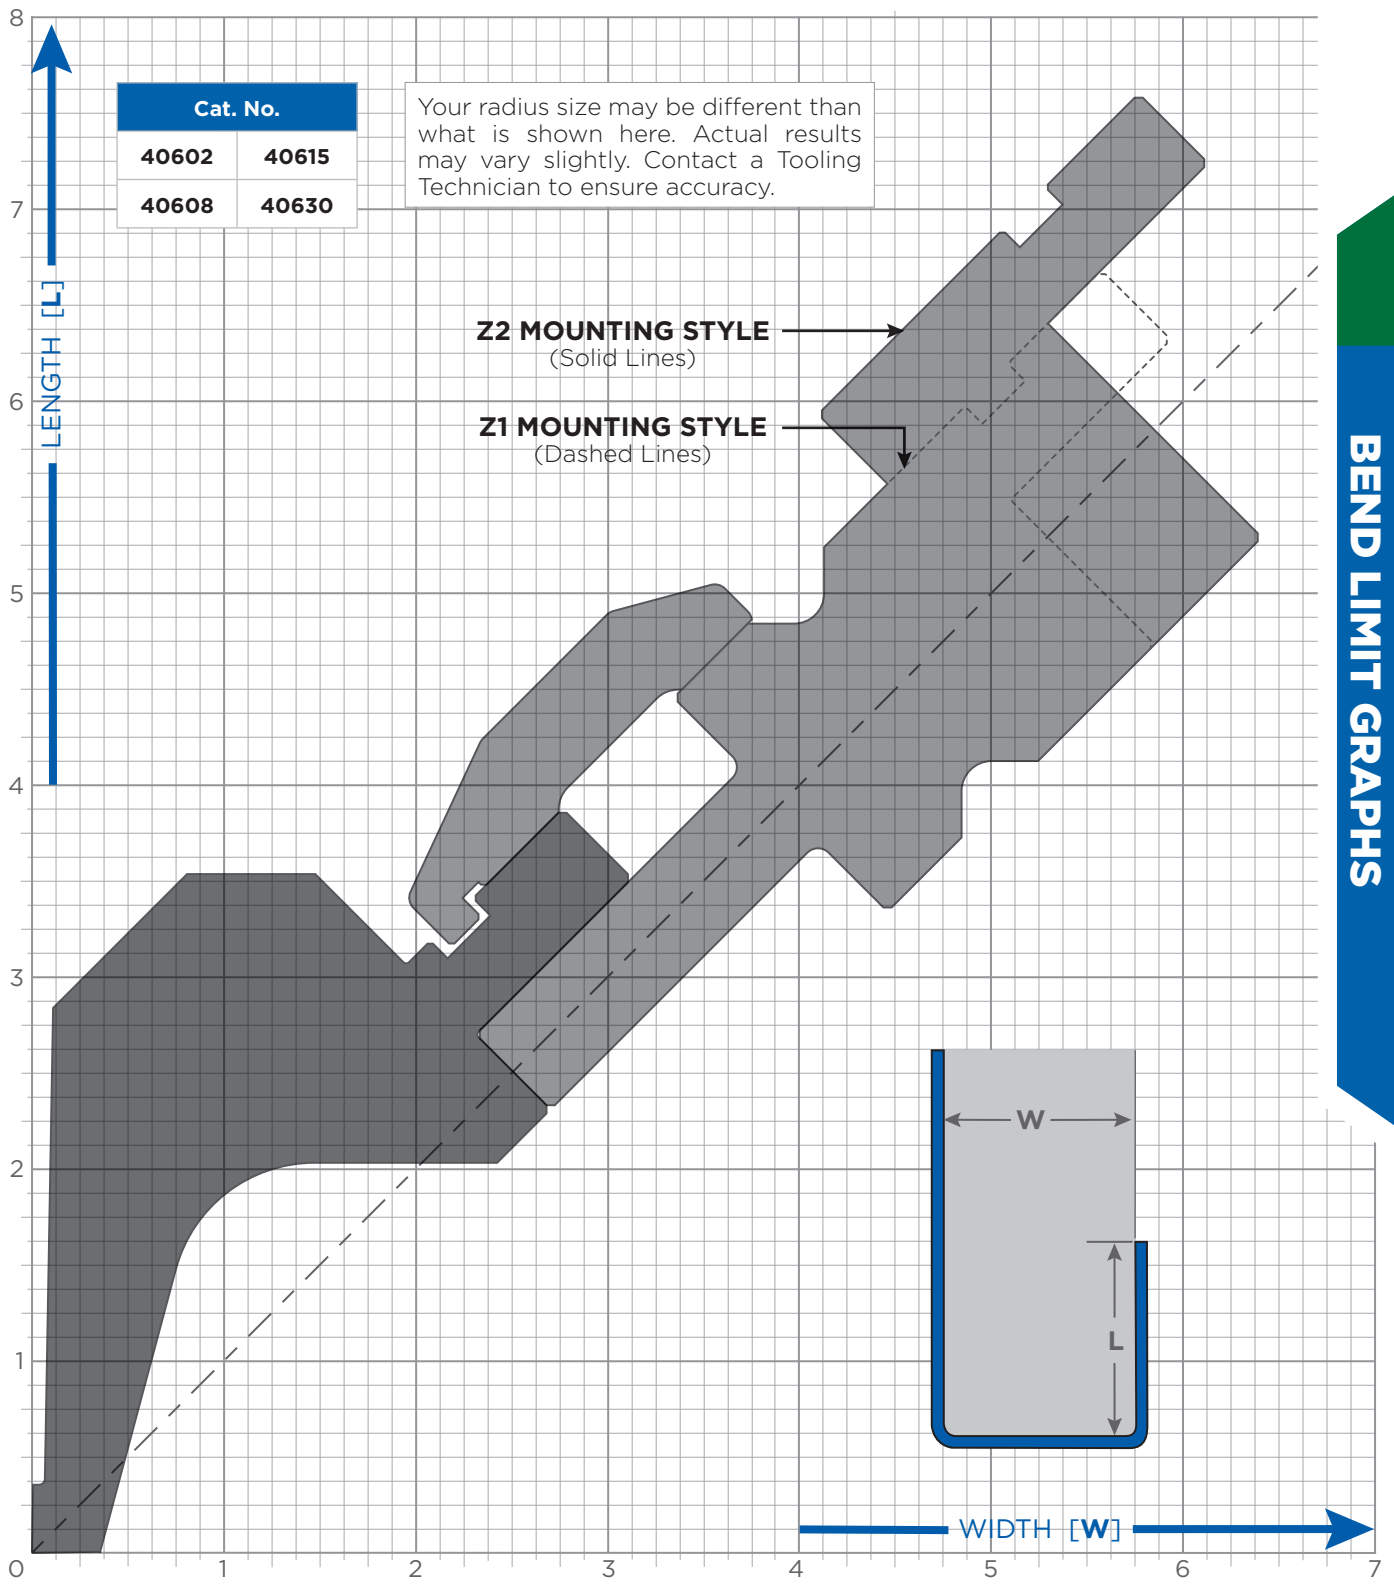 8
Cat. No.
40602 40615
40608 40630
Your radius size may be different than
what is shown here. Actual results
may vary slightly. Contact a Tooling
Technician to ensure accuracy.
7
LENGTH [L]
Z2 MOUNTING STYLE
(Solid Lines)
6
Z1 MOUNTING STYLE
(Dashed Lines)
BEND LIMIT GRAPHS
5
4
3
W
2
L
1
WIDTH [W]
0 1 2 3 4 5 6 7